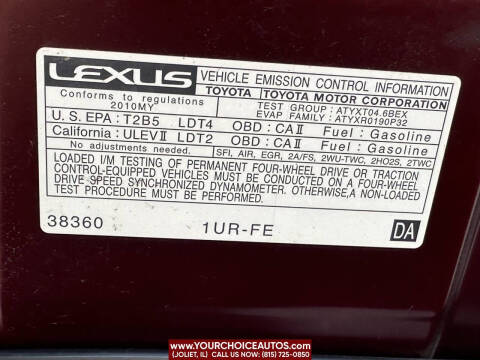 LEXUS VEHICLE EMISSION CONTROL INFORMATION
Conforms to regulations
2010MY
TOYOTA TOYOTA MOTOR CORPORATION
TEST GROUP : ATYXT04.6BEX
EVAP FAMILY : ATYXR0190P32
U. S. EPA : T2B5 LDT4 OBD : CA II Fuel : Gasoline
California : ULEV II LDT2 OBD : CA II Fuel : Gasoline
No adjustments needed. SFI, AIR, EGR, 2A/FS, 2WU-TWC, 2HO2S, 2TWC
LOADED I/M TESTING OF PERMANENT FOUR-WHEEL DRIVE OR TRACTION
CONTROL-EQUIPPED VEHICLES MUST BE CONDUCTED ON A FOUR-WHEEL
DRIVE SPEED SYNCHRONIZED DYNAMOMETER. OTHERWISE, A NON-LOADED
TEST PROCEDURE MUST BE PERFORMED.
38360 1UR-FE DA
WWW.YOURCHOICEAUTOS.COM
(JOLIET, IL) CALL US NOW: (815) 725-0850